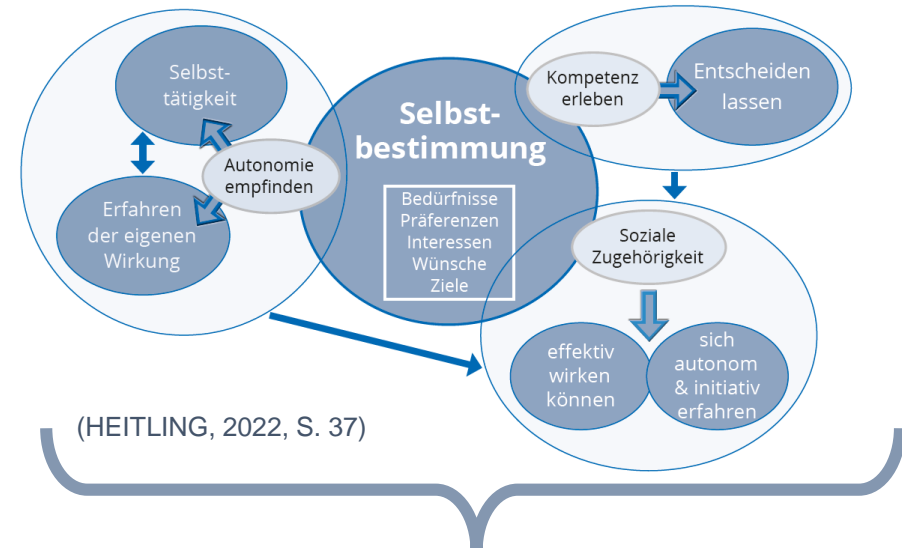 Selbst-
tätigkeit
Autonomie
empfinden
Erfahren
der eigenen
Wirkung
Selbst-
bestimmung
Bedürfnisse
Präferenzen
Interessen
Wünsche
Ziele
Kompetenz
erleben
Entscheiden
lassen
Soziale
Zugehörigkeit
effektiv
wirken
können
sich
autonom
& initiativ
erfahren
(HEITLING, 2022, S. 37)